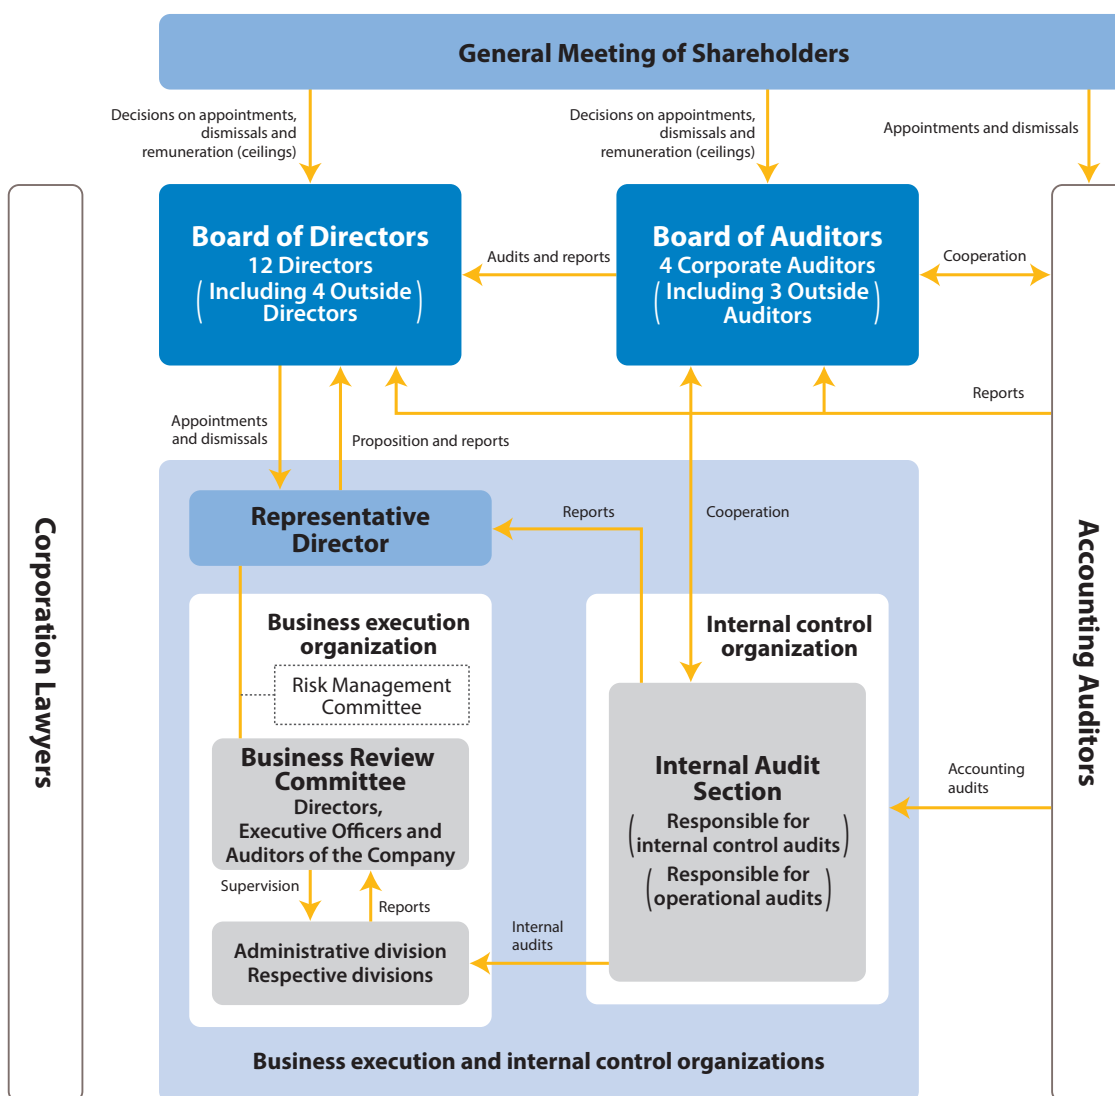 General Meeting of Shareholders
Decisions on appointments,
dismissals and
remuneration (ceilings)
Decisions on appointments,
dismissals and
remuneration (ceilings)
Appointments and dismissals
Corporation Lawyers
Board of Directors
12 Directors
(Including 4 Outside
Directors)
Audits and reports
Board of Auditors
4 Corporate Auditors
(Including 3 Outside
Auditors)
Cooperation
Accounting Auditors
Reports
Appointments
and dismissals
Proposition and reports
Representative
Director
Reports
Cooperation
Business execution
organization
Risk Management
Committee
Business Review
Committee
Directors,
Executive Officers and
Auditors of the Company
Supervision
Reports
Administrative division
Respective divisions
Internal
audits
Internal control
organization
Internal Audit
Section
(Responsible for
internal control audits)
(Responsible for
operational audits)
Accounting
audits
Business execution and internal control organizations